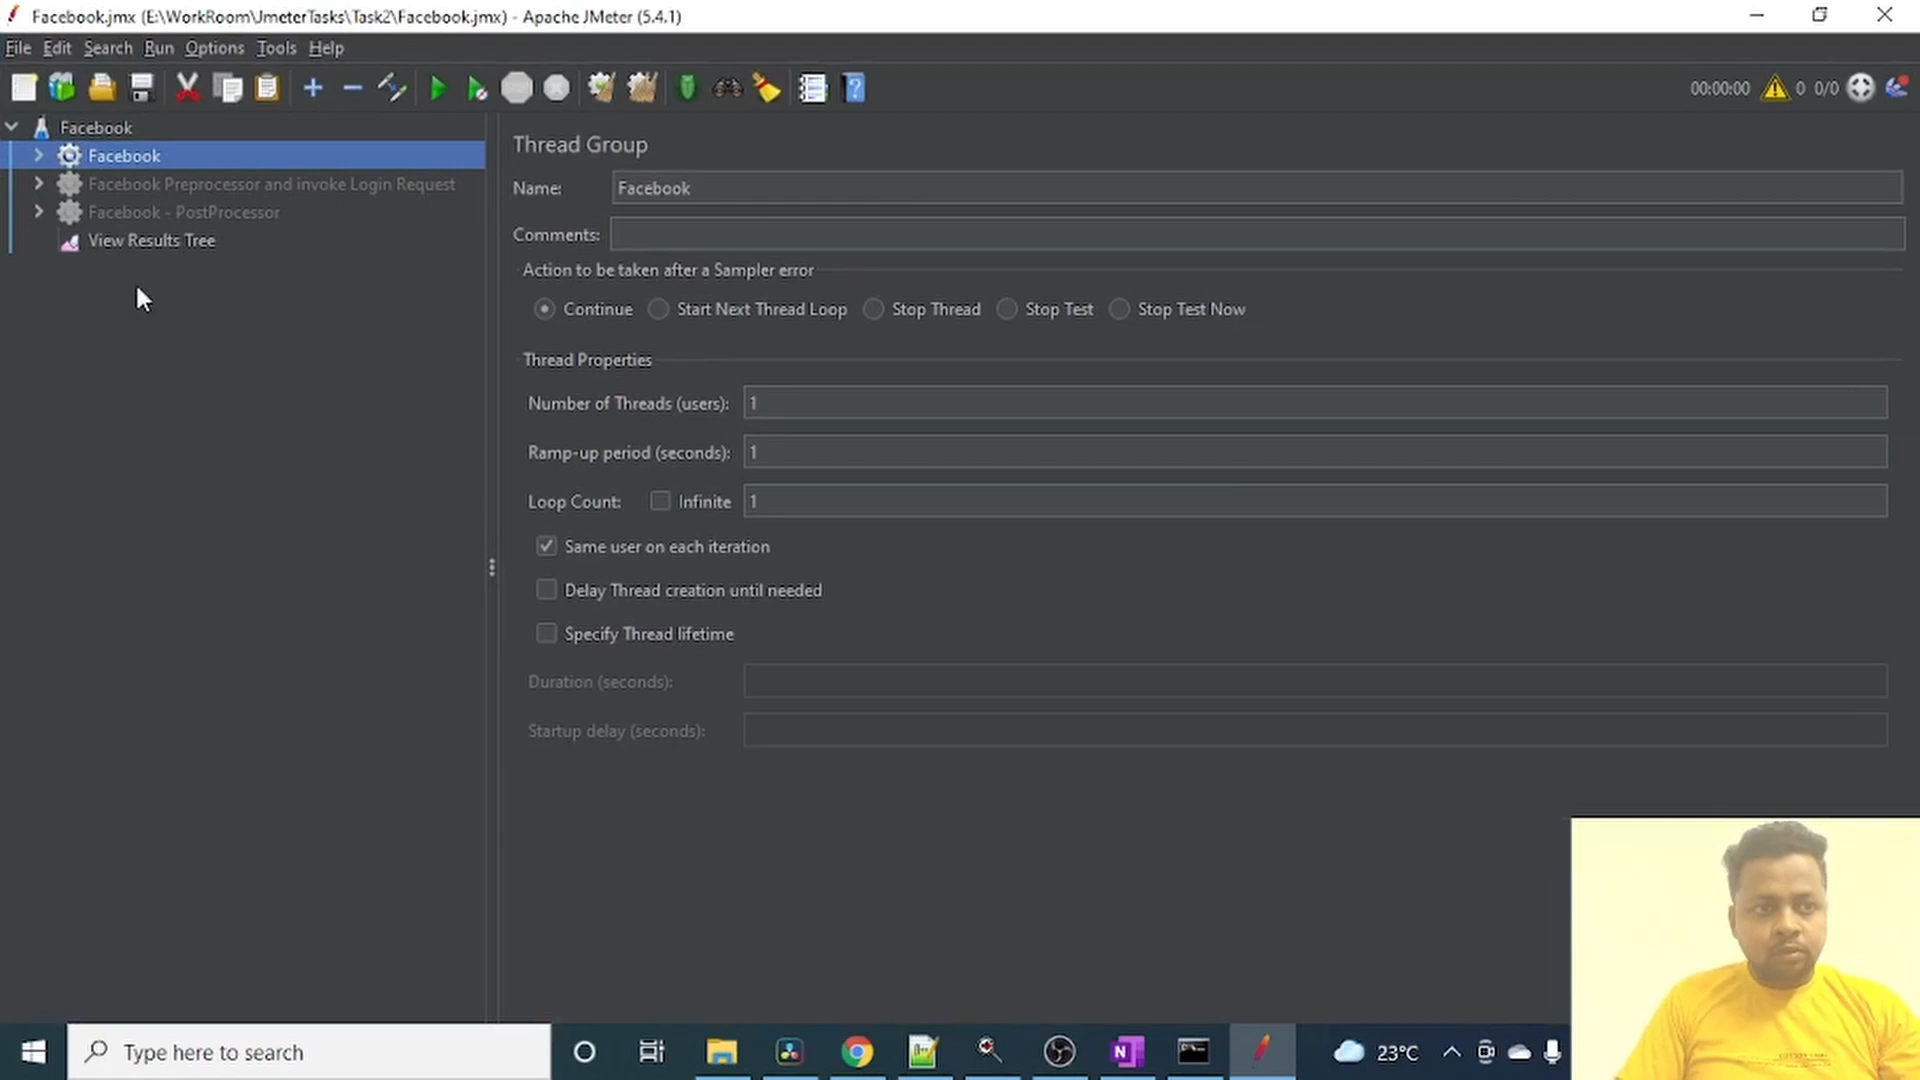 Facebook.jmx (E:\WorkRoom\JmeterTasks\Task2\Facebook.jmx) - Apache JMeter (5.4.1)
File Edit Search Run Options Tools Help
00:00:00 0 0/0
Facebook
Facebook
Facebook Preprocessor and invoke Login Request
Facebook - PostProcessor
View Results Tree
Thread Group
Name: Facebook
Comments:
Action to be taken after a Sampler error
Continue Start Next Thread Loop Stop Thread Stop Test Stop Test Now
Thread Properties
Number of Threads (users): 1
Ramp-up period (seconds): 1
Loop Count: Infinite 1
Same user on each iteration
Delay Thread creation until needed
Specify Thread lifetime
Duration (seconds):
Startup delay (seconds):
Type here to search
23°C